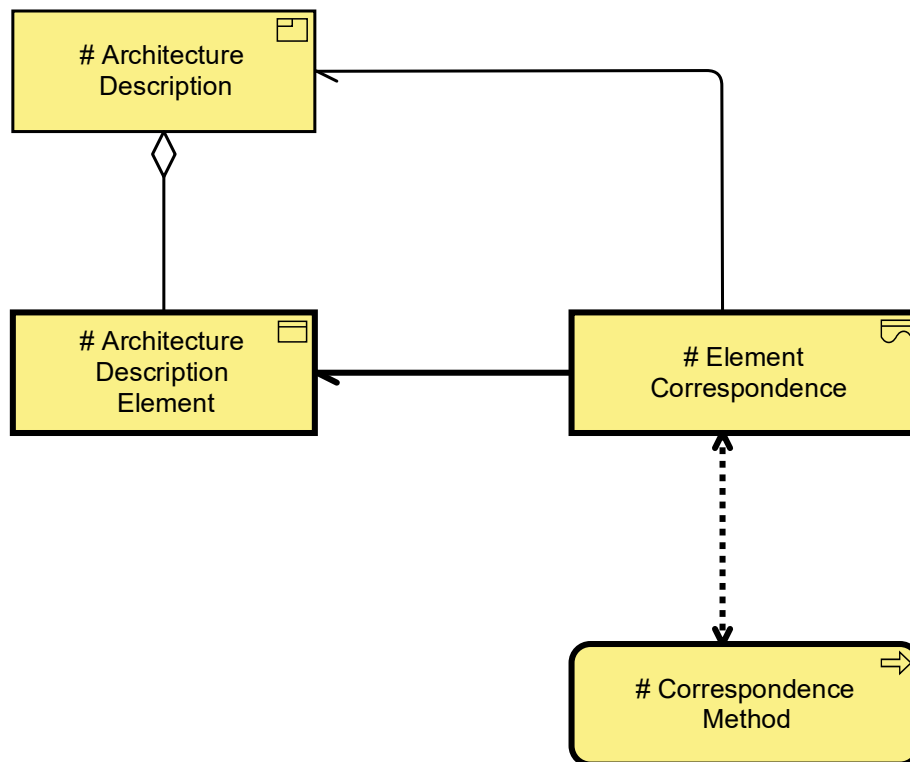 # Architecture
Description
# Architecture
Description
Element
# Element
Correspondence
# Correspondence
Method